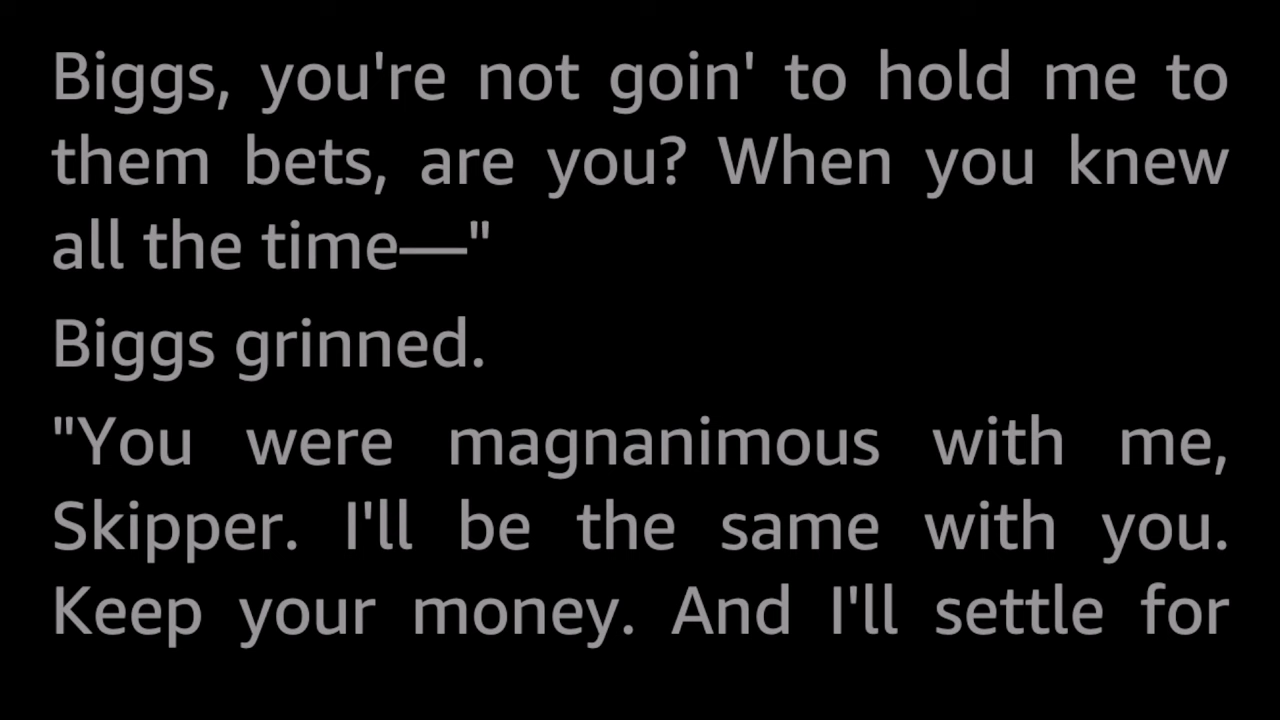 Biggs, you're not goin' to hold me to
them bets, are you? When you knew
all the time—"
Biggs grinned.
"You were magnanimous with me,
Skipper. I'll be the same with you.
Keep your money. And I'll settle for